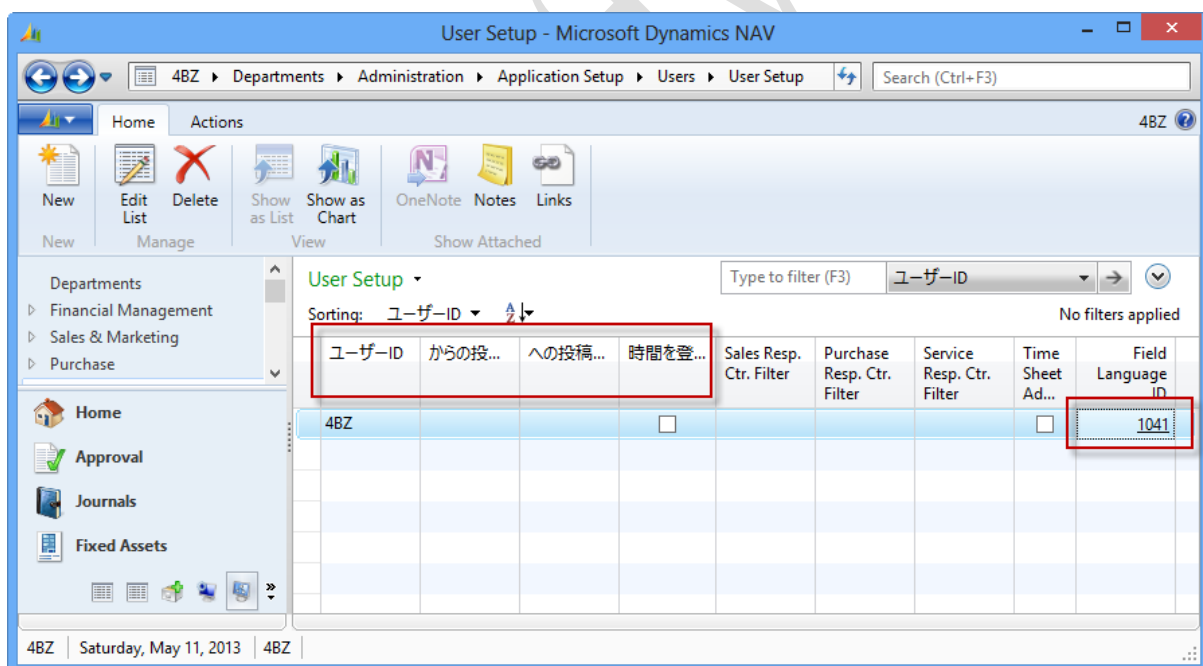 User Setup - Microsoft Dynamics NAV
4BZ Departments Administration Application Setup Users User Setup
Search (Ctrl+F3)
Home Actions 4BZ
New Edit List Delete Show as List Show as Chart OneNote Notes Links
New Manage View Show Attached
Departments
Financial Management
Sales & Marketing
Purchase
Home
Approval
Journals
Fixed Assets
User Setup
Type to filter (F3) ユーザーID
Sorting: ユーザーID No filters applied
ユーザーID からの投... への投稿... 時間を登... Sales Resp. Ctr. Filter Purchase Resp. Ctr. Filter Service Resp. Ctr. Filter Time Sheet Ad... Field Language ID
4BZ 1041
4BZ Saturday, May 11, 2013 4BZ